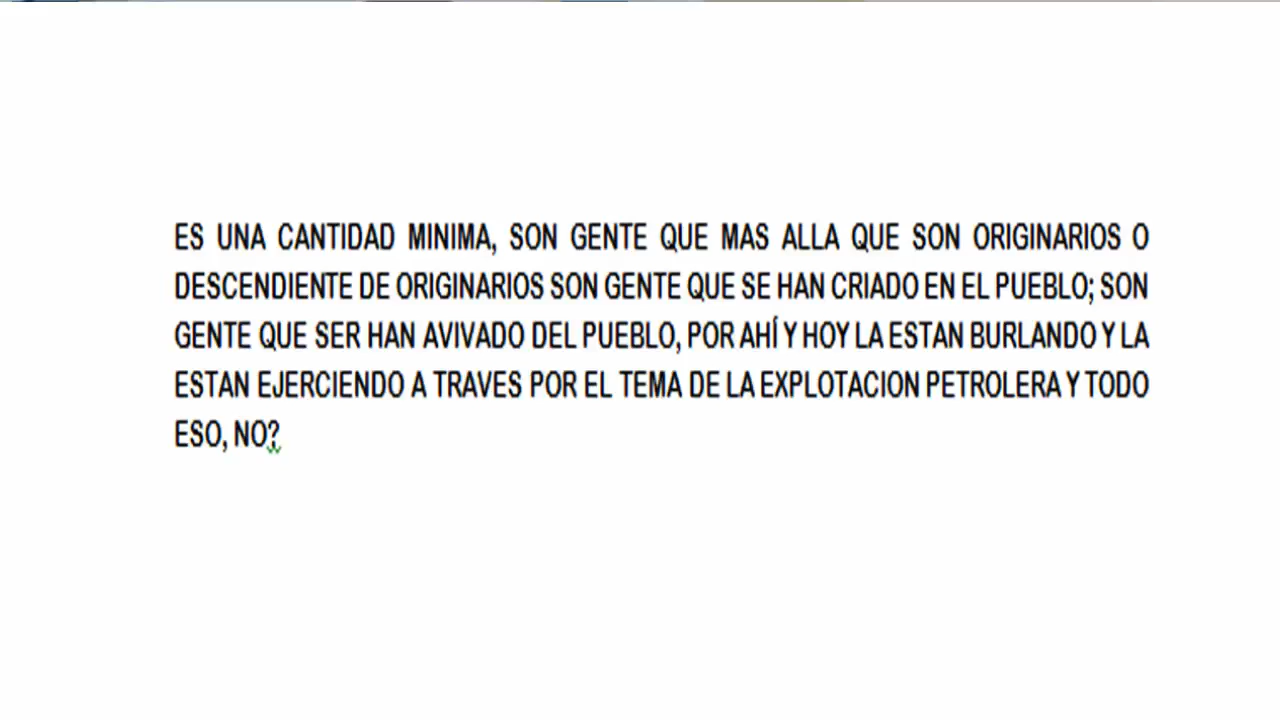 ES UNA CANTIDAD MINIMA, SON GENTE QUE MAS ALLA QUE SON ORIGINARIOS O
DESCENDIENTE DE ORIGINARIOS SON GENTE QUE SE HAN CRIADO EN EL PUEBLO; SON
GENTE QUE SER HAN AVIVADO DEL PUEBLO, POR AHÍ Y HOY LA ESTAN BURLANDO Y LA
ESTAN EJERCIENDO A TRAVES POR EL TEMA DE LA EXPLOTACION PETROLERA Y TODO
ESO, NO?